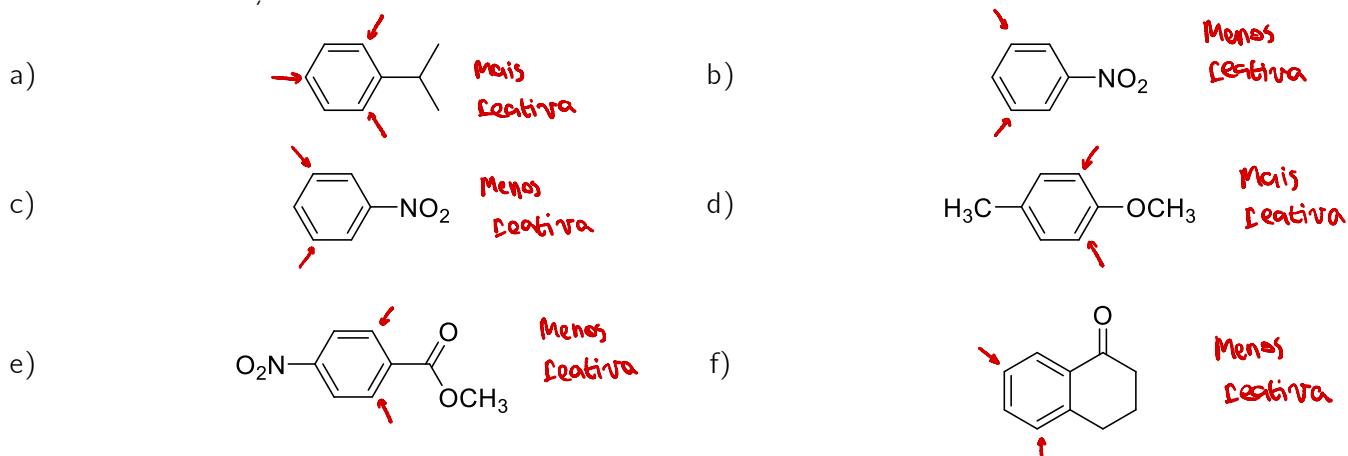 a)
Mais
reativa
b)
NO2
Menos
reativa
c)
NO2
Menos
reativa
d)
H3C
OCH3
Mais
reativa
e)
O2N
O
OCH3
Menos
reativa
f)
O
Menos
reativa